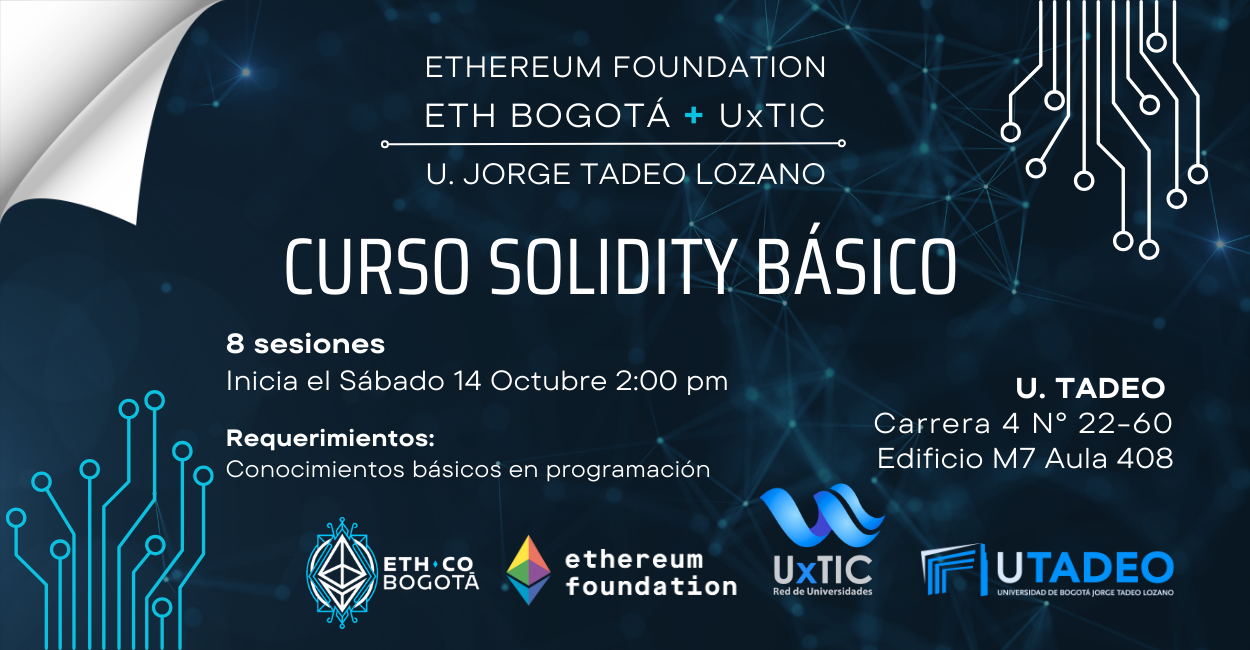 ETHEREUM FOUNDATION
ETH BOGOTÁ + UxTIC
U. JORGE TADEO LOZANO
CURSO SOLIDITY BÁSICO
8 sesiones
Inicia el Sábado 14 Octubre 2:00 pm
Requerimientos:
Conocimientos básicos en programación
U. TADEO
Carrera 4 N° 22-60
Edificio M7 Aula 408
ETH·CO
BOGOTÁ
ethereum
foundation
UxTIC
Red de Universidades
UTADEO
UNIVERSIDAD DE BOGOTÁ JORGE TADEO LOZANO